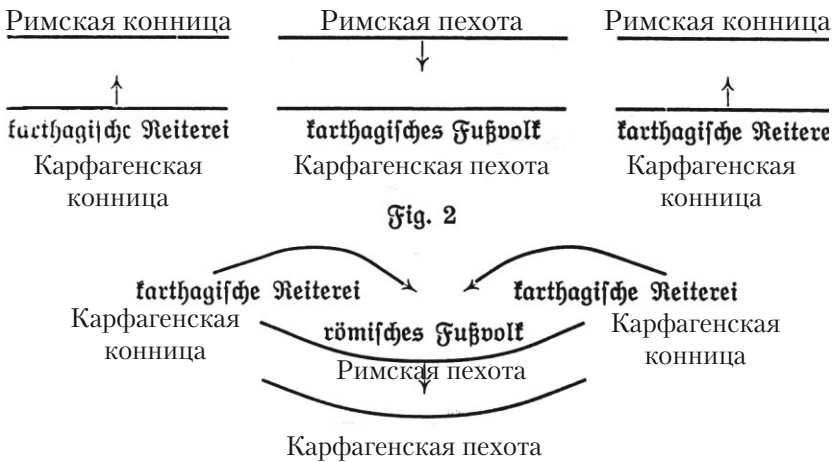 Римская конница Римская пехота Римская конница
karthagische Reiterei karthagisches Fußvolk karthagische Reitere
Карфагенская конница Карфагенская пехота Карфагенская конница
Fig. 2
karthagische Reiterei karthagische Reiterei
Карфагенская конница römisches Fußvolk Карфагенская конница
Римская пехота
Карфагенская пехота